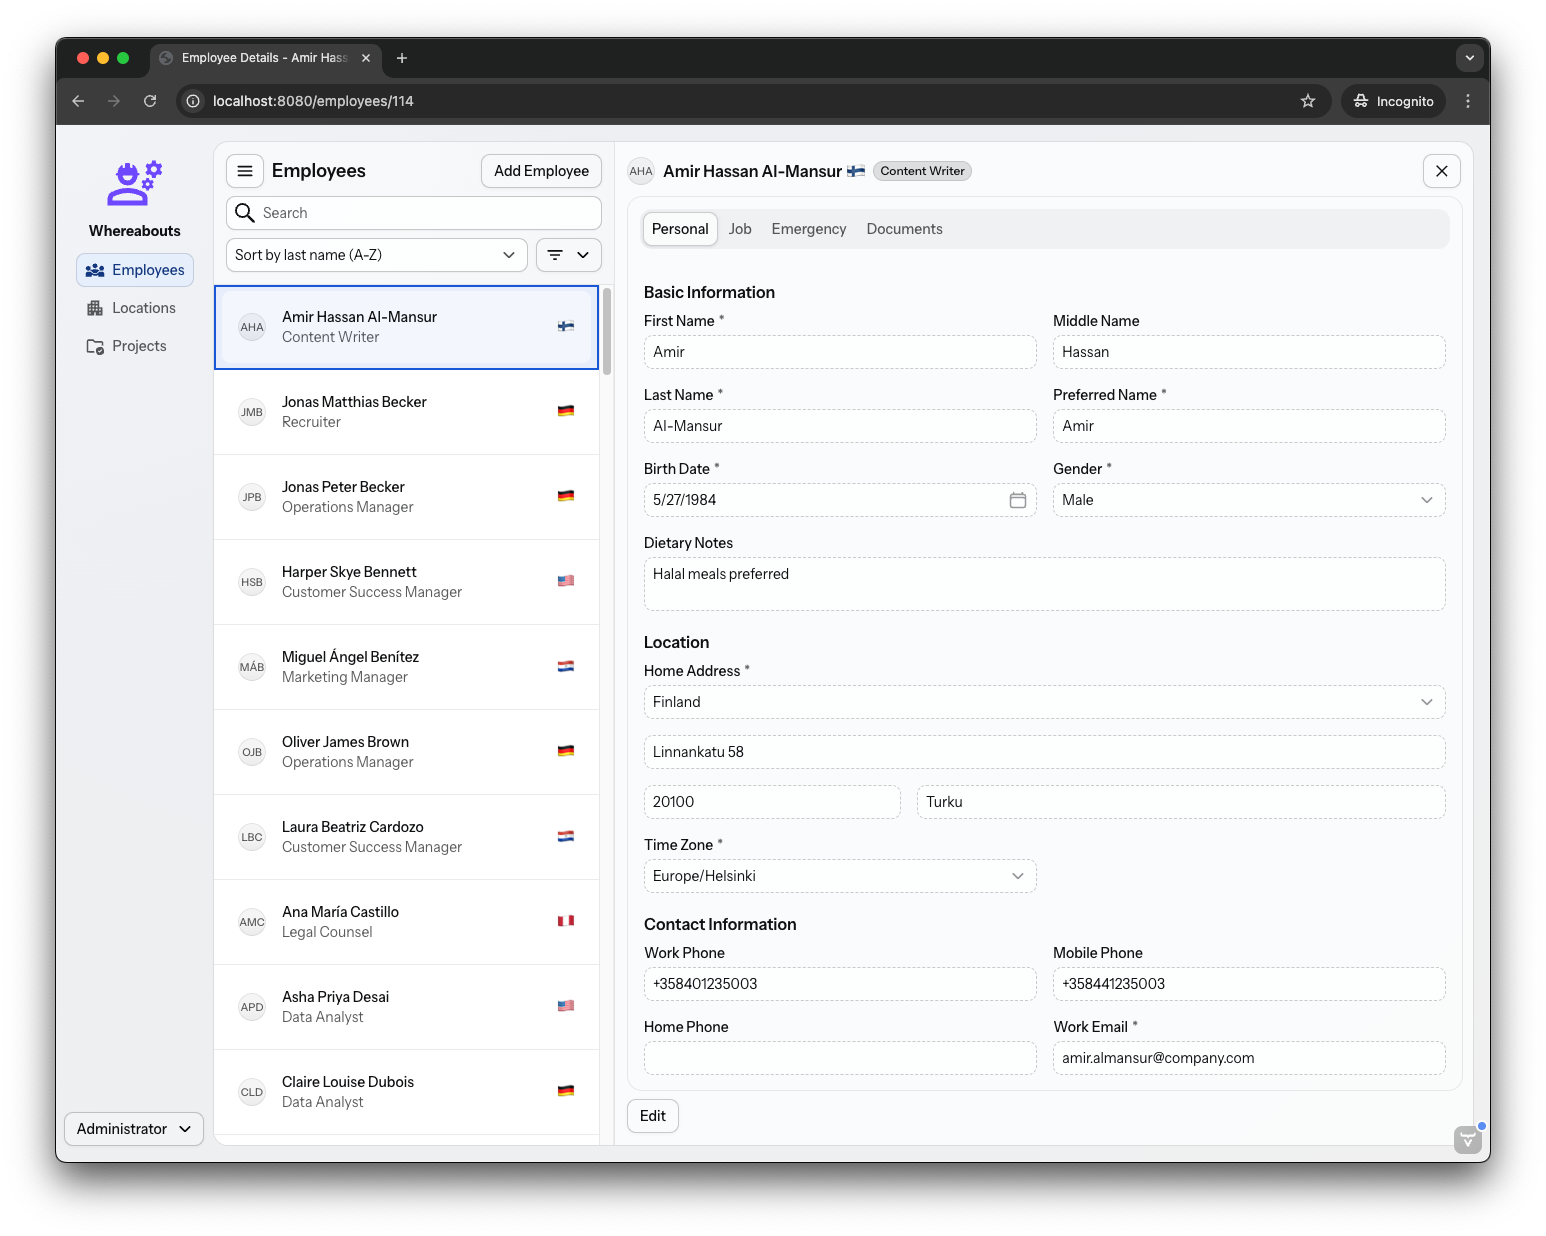 Employee Details - Amir Hass
localhost:8080/employees/114
Incognito
Whereabouts
Employees
Locations
Projects
Administrator
Employees
Add Employee
Search
Sort by last name (A-Z)
AHA
Amir Hassan Al-Mansur
Content Writer
JMB
Jonas Matthias Becker
Recruiter
JPB
Jonas Peter Becker
Operations Manager
HSB
Harper Skye Bennett
Customer Success Manager
MÁB
Miguel Ángel Benítez
Marketing Manager
OJB
Oliver James Brown
Operations Manager
LBC
Laura Beatriz Cardozo
Customer Success Manager
AMC
Ana María Castillo
Legal Counsel
APD
Asha Priya Desai
Data Analyst
CLD
Claire Louise Dubois
Data Analyst
AHA Amir Hassan Al-Mansur Content Writer
Personal Job Emergency Documents
Basic Information
First Name * Middle Name
Amir Hassan
Last Name * Preferred Name *
Al-Mansur Amir
Birth Date * Gender *
5/27/1984 Male
Dietary Notes
Halal meals preferred
Location
Home Address *
Finland
Linnankatu 58
20100 Turku
Time Zone *
Europe/Helsinki
Contact Information
Work Phone Mobile Phone
+358401235003 +358441235003
Home Phone Work Email *
amir.almansur@company.com
Edit